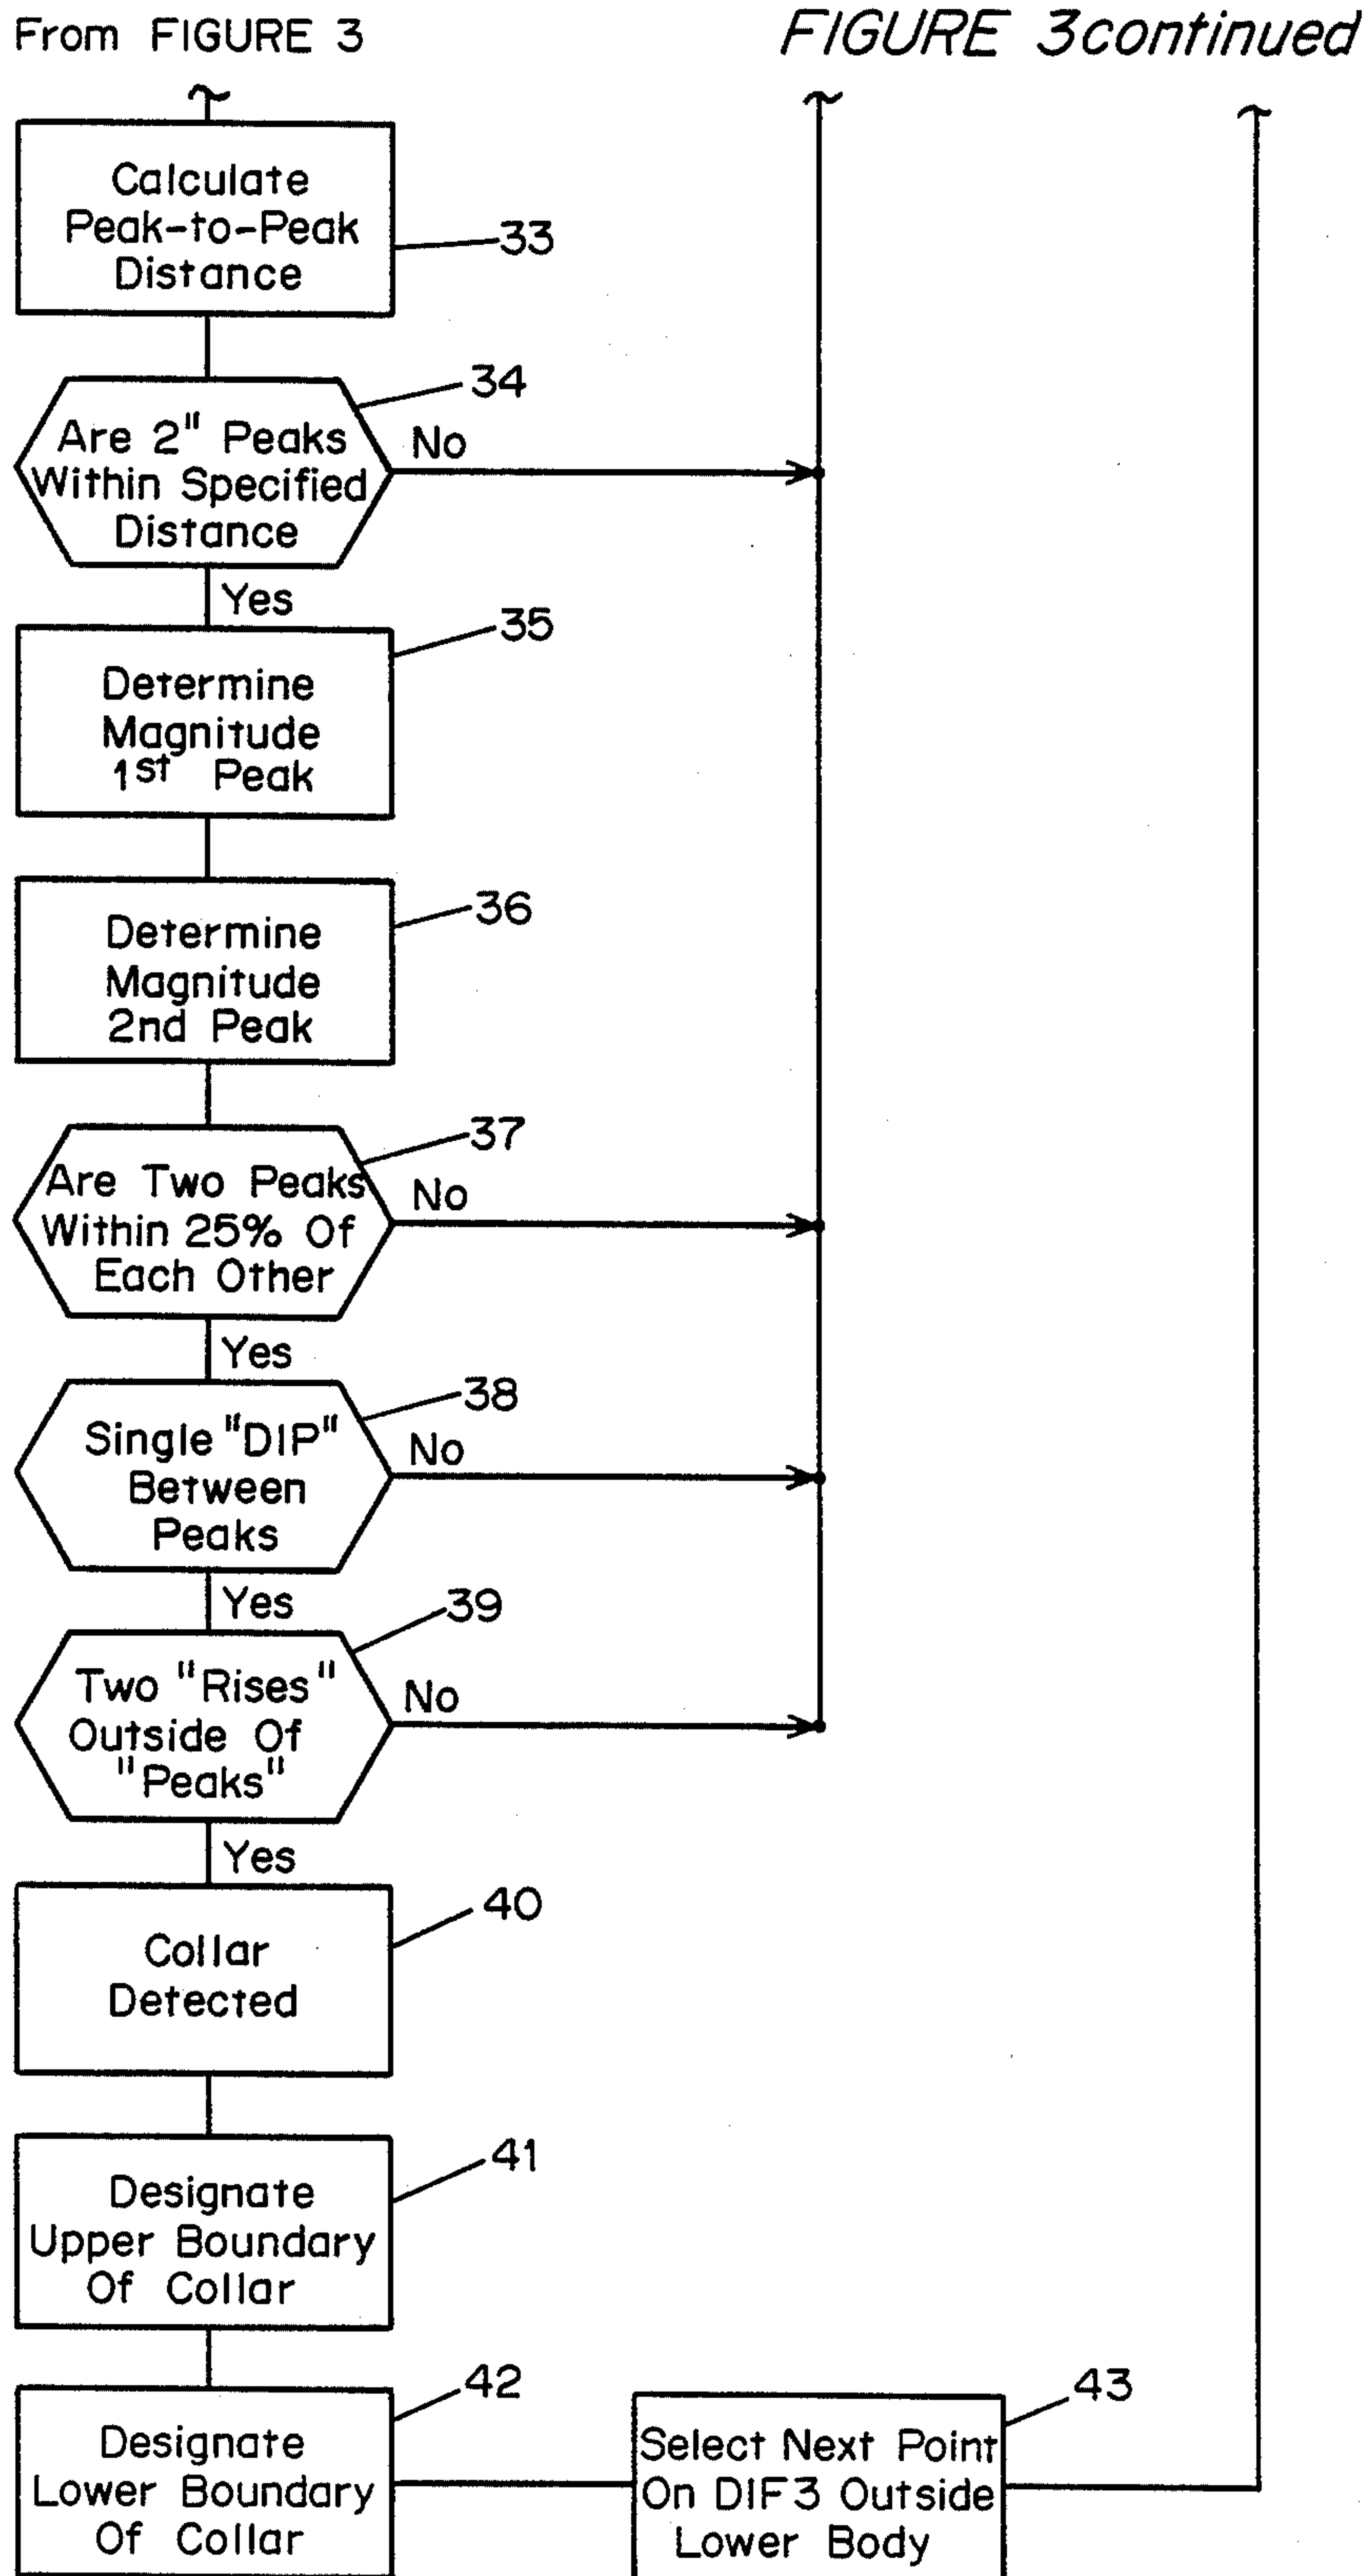 From FIGURE 3
FIGURE 3 continued
Calculate
Peak-to-Peak
Distance
33
34
Are 2" Peaks
Within Specified
Distance
No
Yes
35
Determine
Magnitude
1st Peak
36
Determine
Magnitude
2nd Peak
37
Are Two Peaks
Within 25% Of
Each Other
No
Yes
38
Single "DIP"
Between
Peaks
No
Yes
39
Two "Rises"
Outside Of
"Peaks"
No
Yes
40
Collar
Detected
41
Designate
Upper Boundary
Of Collar
42
Designate
Lower Boundary
Of Collar
43
Select Next Point
On DIF3 Outside
Lower Body